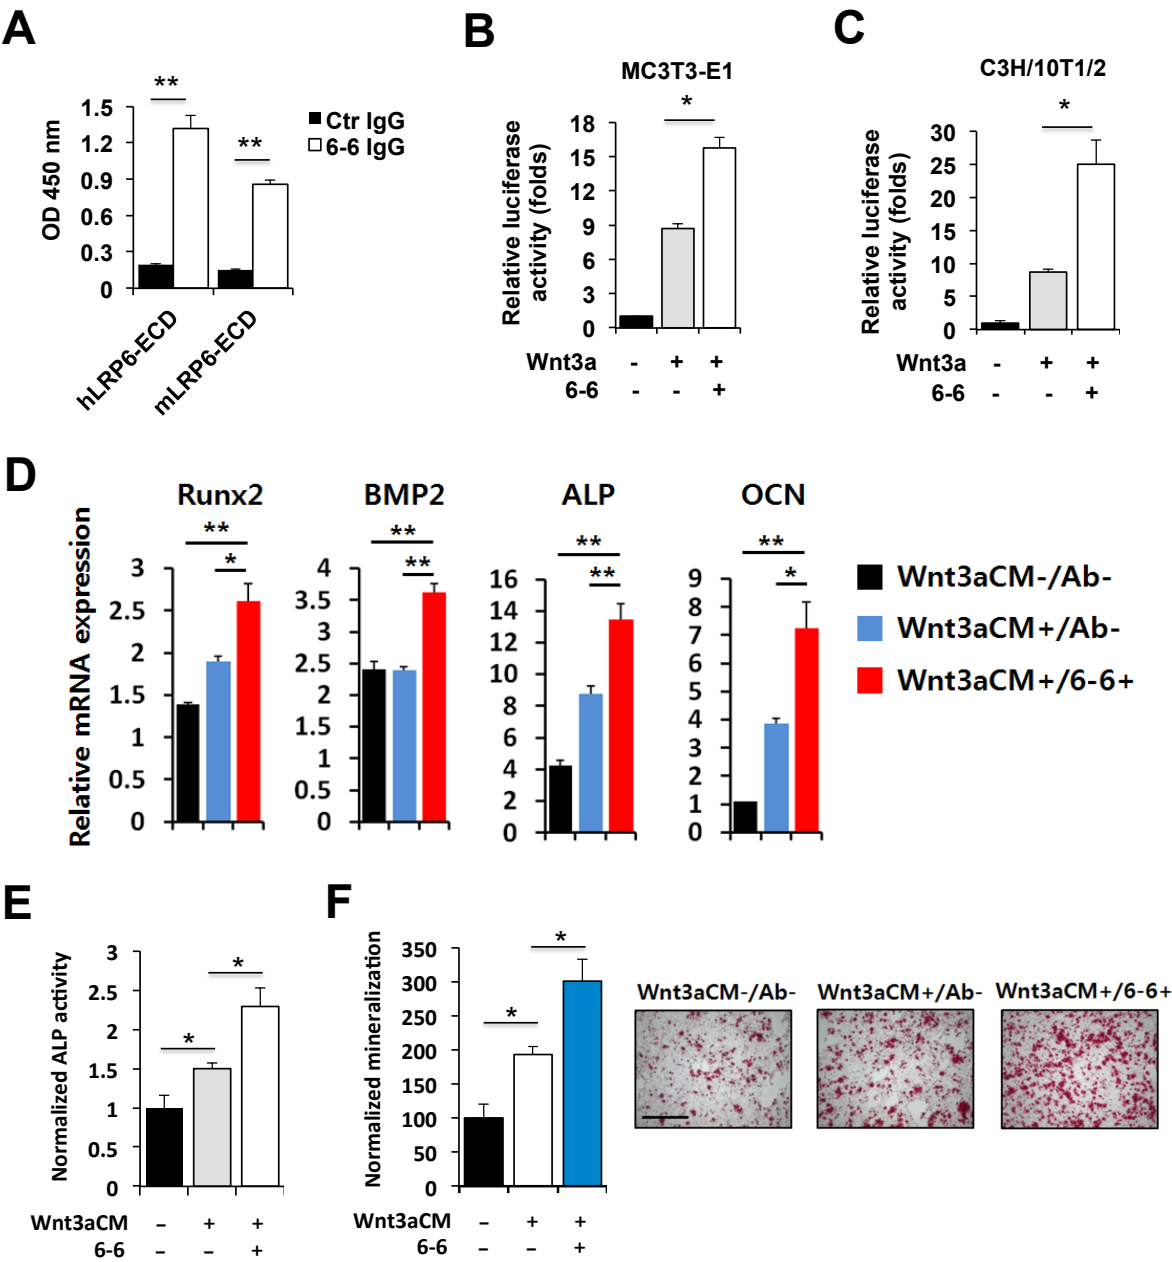 A
**
**
1.5
1.2
0.9
0.6
0.3
0
OD 450 nm
Ctr IgG
6-6 IgG
hLRP6-ECD
mLRP6-ECD
B
MC3T3-E1
*
18
15
12
9
6
3
0
Relative luciferase
activity (folds)
Wnt3a - + +
6-6 - - +
C
C3H/10T1/2
*
30
25
20
15
10
5
0
Relative luciferase
activity (folds)
Wnt3a - + +
6-6 - - +
D
Relative mRNA expression
Runx2
**
*
3
2.5
2
1.5
1
0.5
0
BMP2
**
**
4
3.5
3
2.5
2
1.5
1
0.5
0
ALP
**
**
16
14
12
10
8
6
4
2
0
OCN
**
*
9
8
7
6
5
4
3
2
1
0
Wnt3aCM-/Ab-
Wnt3aCM+/Ab-
Wnt3aCM+/6-6+
E
Normalized ALP activity
3
2.5
2
1.5
1
0.5
0
*
*
Wnt3aCM – + +
6-6 – – +
F
Normalized mineralization
350
300
250
200
150
100
50
0
*
*
Wnt3aCM – + +
6-6 – – +
Wnt3aCM-/Ab-
Wnt3aCM+/Ab-
Wnt3aCM+/6-6+